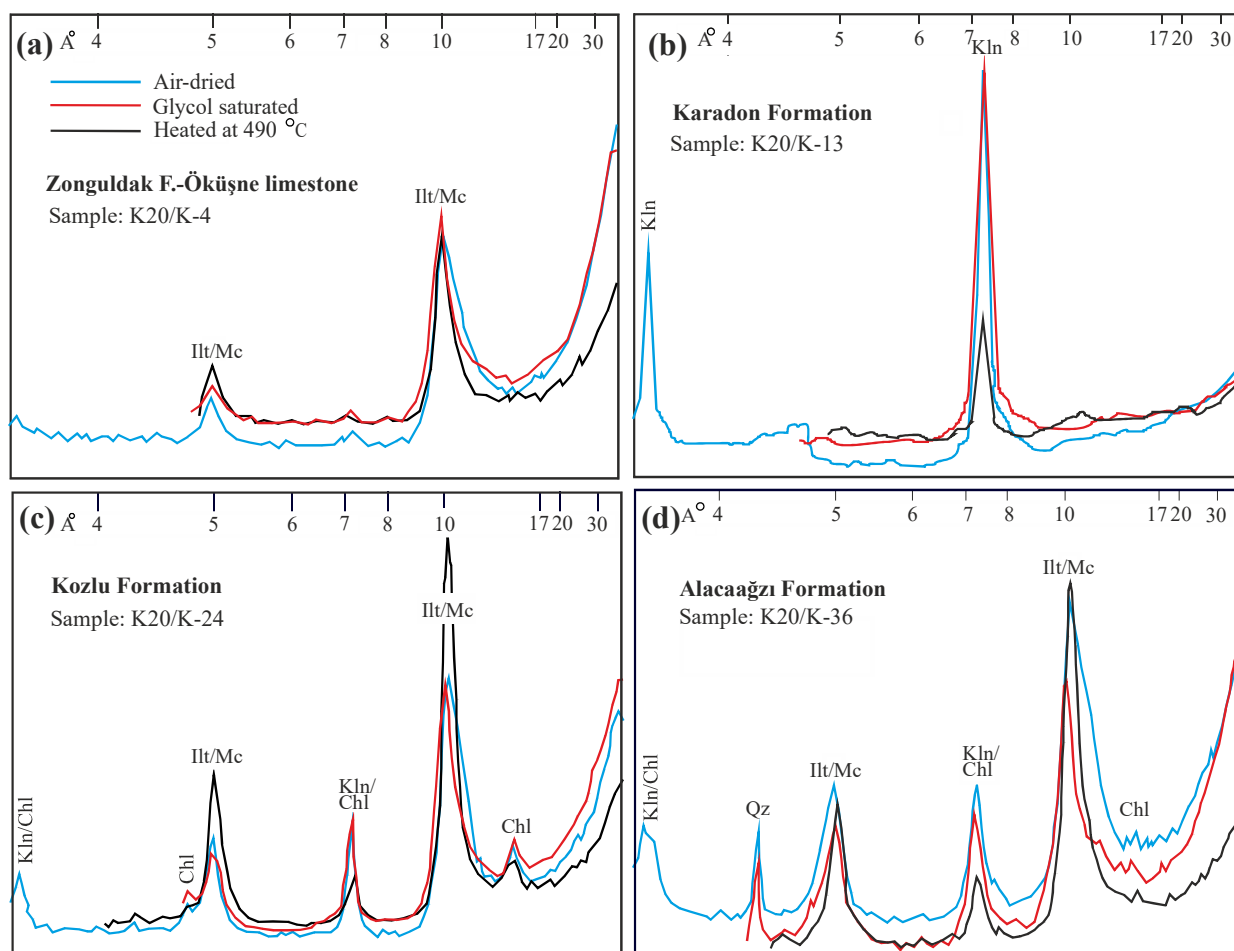 (a) A° 4 5 6 7 8 10 17 20 30
Air-dried
Glycol saturated
Heated at 490 °C
Zonguldak F.-Öküşne limestone
Sample: K20/K-4
Ilt/Mc
Ilt/Mc
(b) A° 4 5 6 7 8 10 17 20 30
Kln
Karadon Formation
Sample: K20/K-13
Kln
(c) A° 4 5 6 7 8 10 17 20 30
Kozlu Formation
Sample: K20/K-24
Ilt/Mc
Ilt/Mc
Kln/
Chl
Chl
Chl
Kln/Chl
(d) A° 4 5 6 7 8 10 17 20 30
Ilt/Mc
Alacaağzı Formation
Sample: K20/K-36
Kln/
Chl
Ilt/Mc
Qz
Chl
Kln/Chl